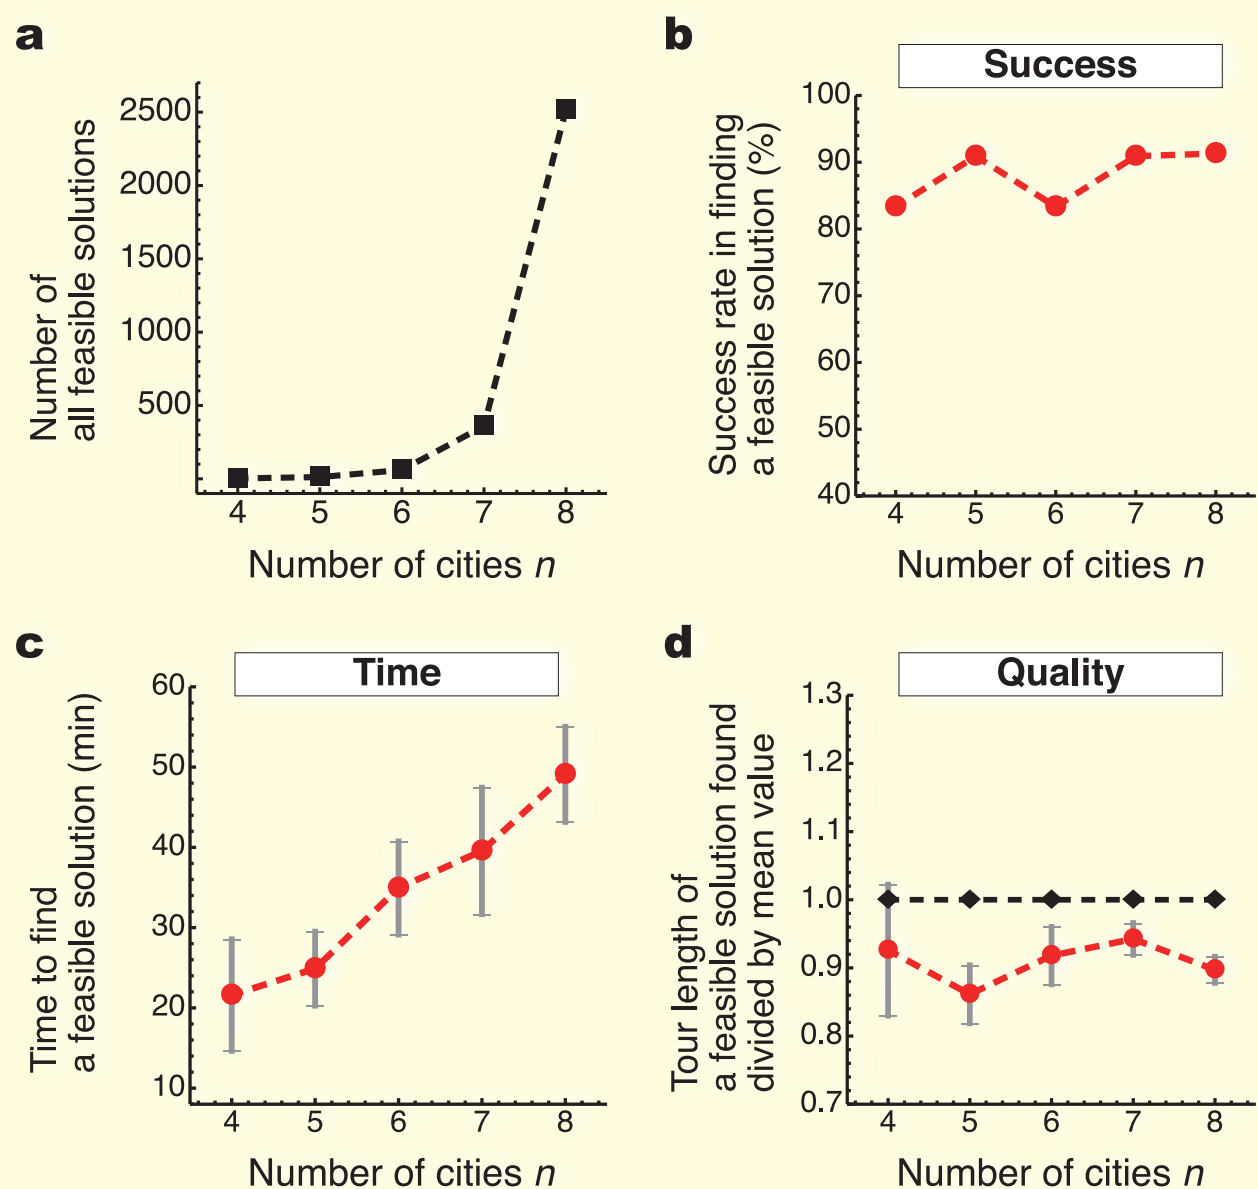 a
Number of
all feasible solutions
2500
2000
1500
1000
500
4 5 6 7 8
Number of cities n
b
Success
Success rate in finding
a feasible solution (%)
100
90
80
70
60
50
40
4 5 6 7 8
Number of cities n
c
Time
Time to find
a feasible solution (min)
60
50
40
30
20
10
4 5 6 7 8
Number of cities n
d
Quality
Tour length of
a feasible solution found
divided by mean value
1.3
1.2
1.1
1.0
0.9
0.8
0.7
4 5 6 7 8
Number of cities n